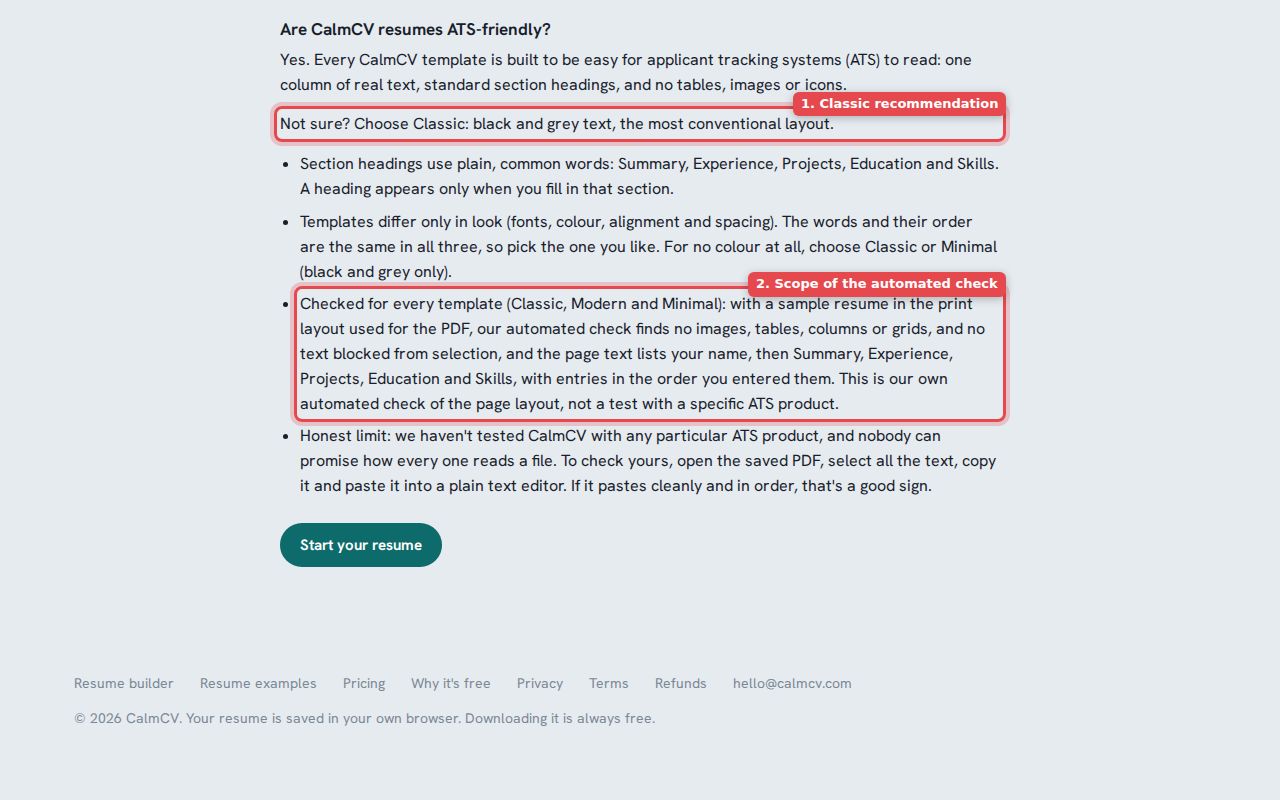 Are CalmCV resumes ATS-friendly?
Yes. Every CalmCV template is built to be easy for applicant tracking systems (ATS) to read: one
column of real text, standard section headings, and no tables, images or icons.
1. Classic recommendation
Not sure? Choose Classic: black and grey text, the most conventional layout.
Section headings use plain, common words: Summary, Experience, Projects, Education and Skills.
A heading appears only when you fill in that section.
Templates differ only in look (fonts, colour, alignment and spacing). The words and their order
are the same in all three, so pick the one you like. For no colour at all, choose Classic or Minimal
(black and grey only).
2. Scope of the automated check
Checked for every template (Classic, Modern and Minimal): with a sample resume in the print
layout used for the PDF, our automated check finds no images, tables, columns or grids, and no
text blocked from selection, and the page text lists your name, then Summary, Experience,
Projects, Education and Skills, with entries in the order you entered them. This is our own
automated check of the page layout, not a test with a specific ATS product.
Honest limit: we haven't tested CalmCV with any particular ATS product, and nobody can
promise how every one reads a file. To check yours, open the saved PDF, select all the text, copy
it and paste it into a plain text editor. If it pastes cleanly and in order, that's a good sign.
Start your resume
Resume builder Resume examples Pricing Why it's free Privacy Terms Refunds hello@calmcv.com
© 2026 CalmCV. Your resume is saved in your own browser. Downloading it is always free.